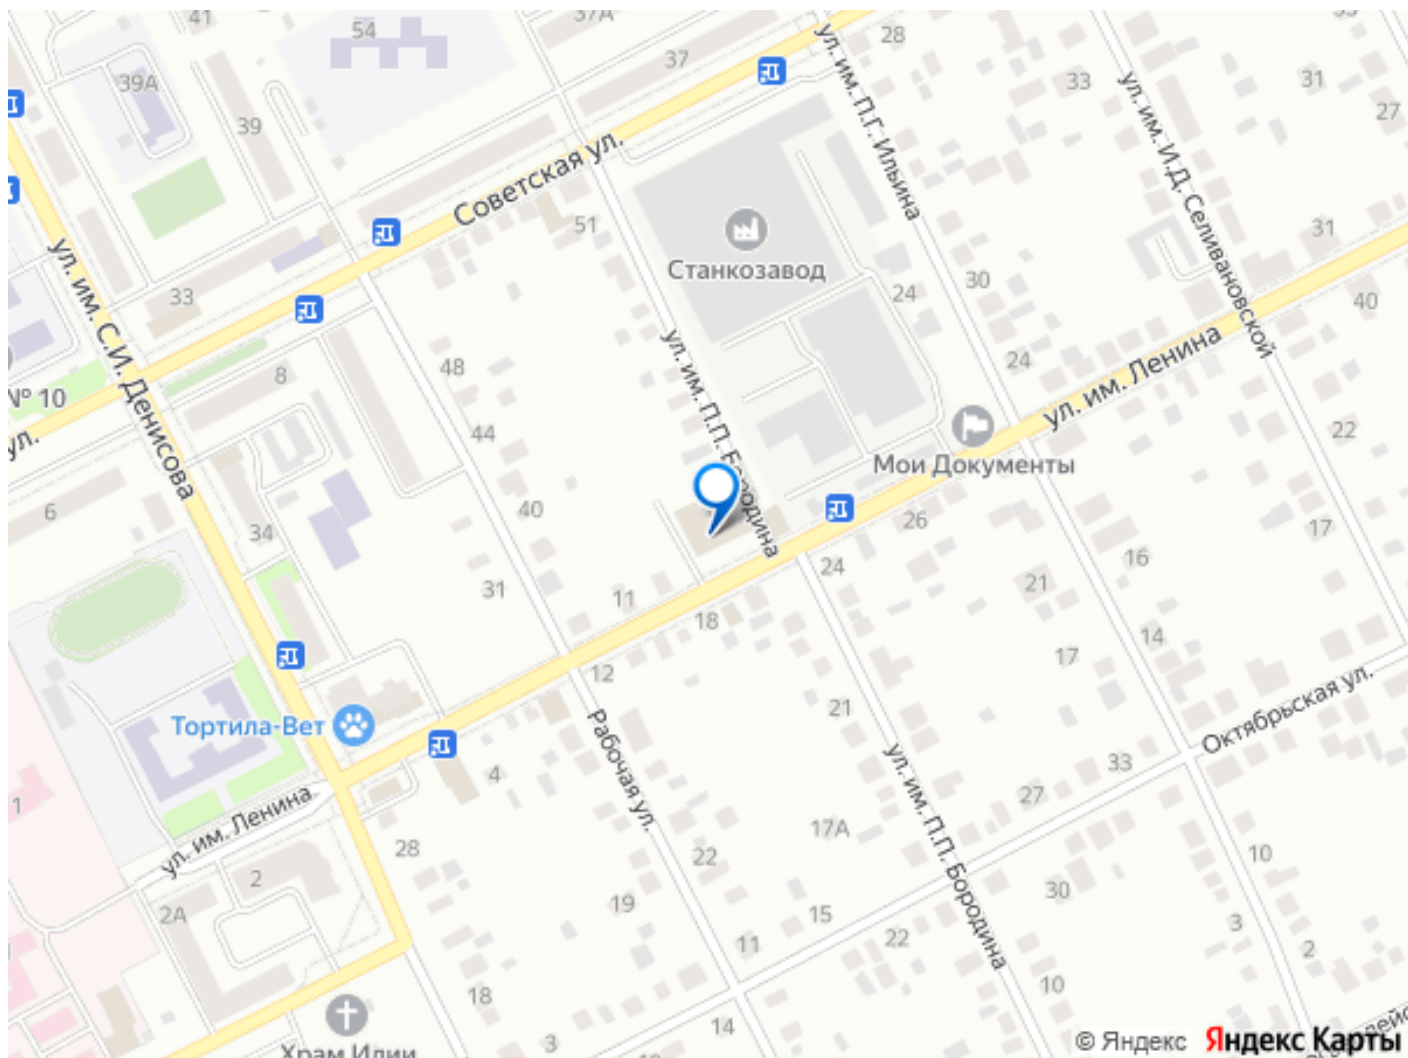 41
54
37А
28
37
39А
33
31
27
39
ул. им. П.Г. Ильина
ул. им. И.Д. Селивановской
Советская ул.
51
31
Станкозавод
ул. им. С.И. Денисова
33
24
30
40
48
ул. им. П.П. Бородина
24
ул. им. Ленина
8
№ 10
ул.
44
22
Мои Документы
6
34
40
26
17
24
16
31
11
18
21
14
12
17
Тортила-Вет
21
Октябрьская ул.
4
33
1
ул. им. Ленина
Рабочая ул.
27
17А
ул. им. П.П. Бородина
28
22
10
2
30
2А
19
15
3
11
22
2
18
10
14
3
Храм Илии
© Яндекс Яндекс Карты